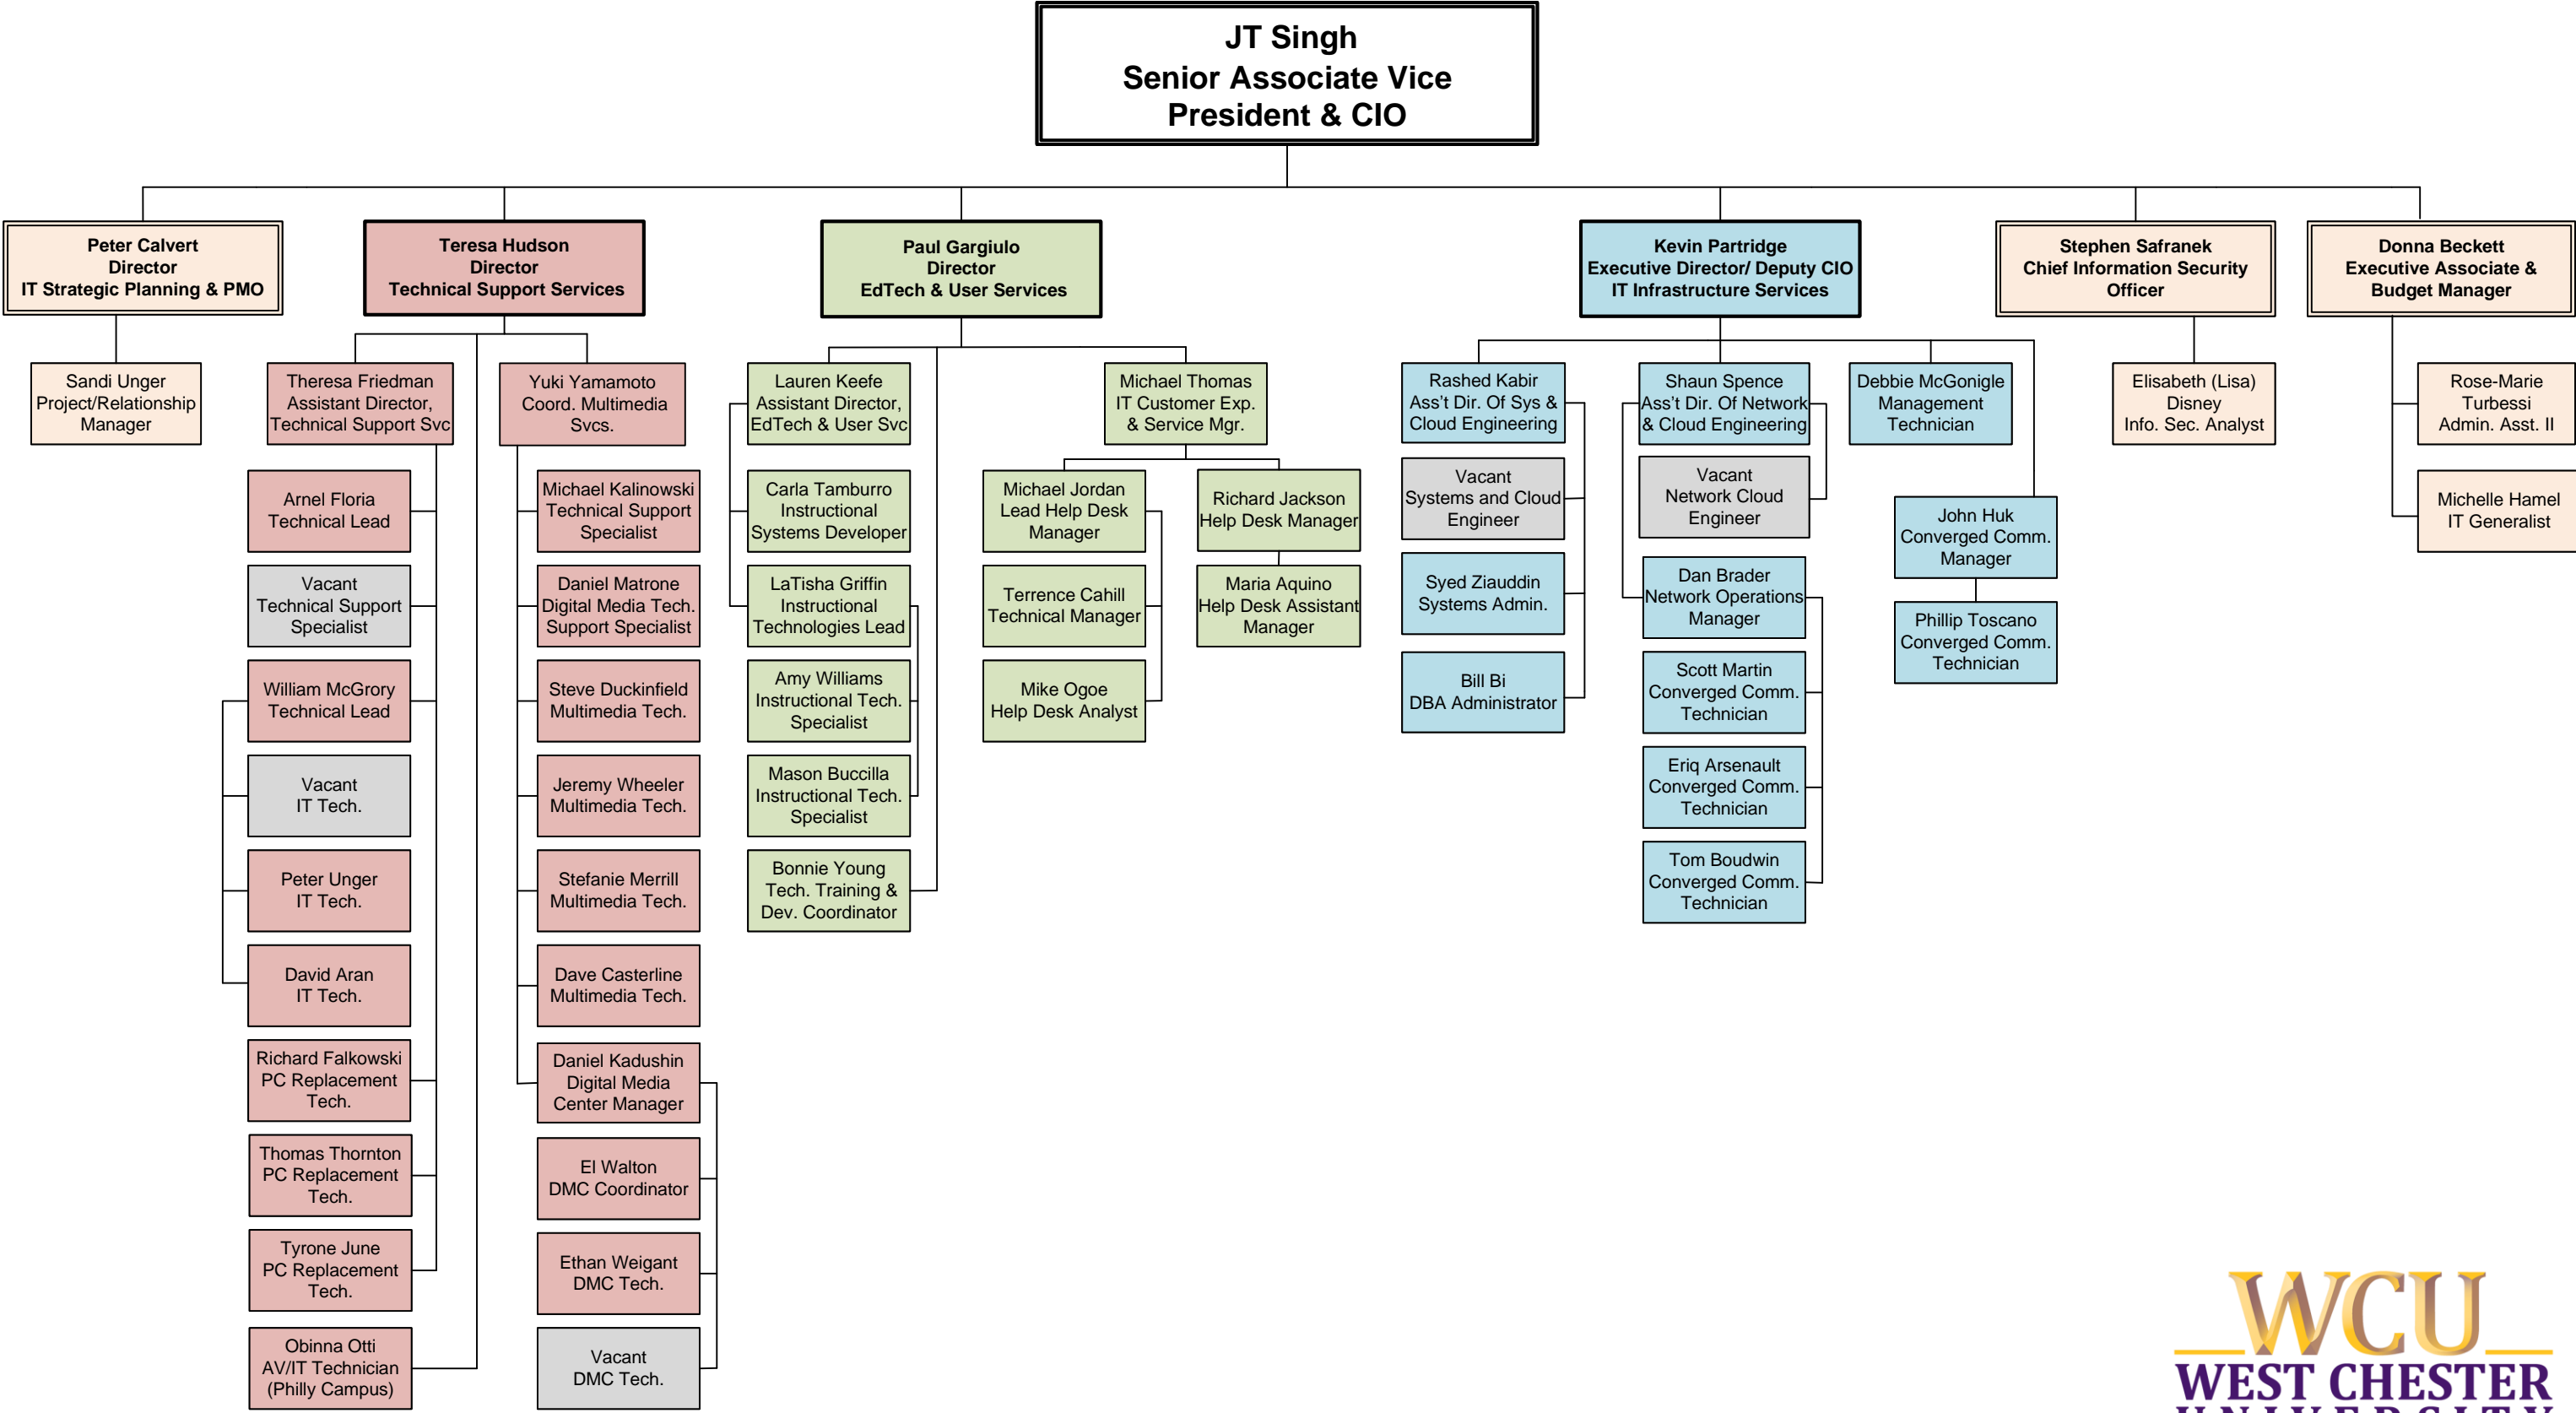 JT Singh
Senior Associate Vice
President & CIO
Peter Calvert
Director
IT Strategic Planning & PMO
Teresa Hudson
Director
Technical Support Services
Paul Gargiulo
Director
EdTech & User Services
Kevin Partridge
Executive Director/ Deputy CIO
IT Infrastructure Services
Stephen Safranek
Chief Information Security
Officer
Donna Beckett
Executive Associate &
Budget Manager
Sandi Unger
Project/Relationship
Manager
Theresa Friedman
Assistant Director,
Technical Support Svc
Arnel Floria
Technical Lead
Vacant
Technical Support
Specialist
William McGrory
Technical Lead
Vacant
IT Tech.
Peter Unger
IT Tech.
David Aran
IT Tech.
Richard Falkowski
PC Replacement
Tech.
Thomas Thornton
PC Replacement
Tech.
Tyrone June
PC Replacement
Tech.
Obinna Otti
AV/IT Technician
(Philly Campus)
Yuki Yamamoto
Coord. Multimedia
Svcs.
Michael Kalinowski
Technical Support
Specialist
Daniel Matrone
Digital Media Tech.
Support Specialist
Steve Duckinfield
Multimedia Tech.
Jeremy Wheeler
Multimedia Tech.
Stefanie Merrill
Multimedia Tech.
Dave Casterline
Multimedia Tech.
Daniel Kadushin
Digital Media
Center Manager
El Walton
DMC Coordinator
Ethan Weigant
DMC Tech.
Vacant
DMC Tech.
Lauren Keefe
Assistant Director,
EdTech & User Svc
Carla Tamburro
Instructional
Systems Developer
LaTisha Griffin
Instructional
Technologies Lead
Amy Williams
Instructional Tech.
Specialist
Mason Buccilla
Instructional Tech.
Specialist
Bonnie Young
Tech. Training &
Dev. Coordinator
Michael Thomas
IT Customer Exp.
& Service Mgr.
Michael Jordan
Lead Help Desk
Manager
Terrence Cahill
Technical Manager
Mike Ogoe
Help Desk Analyst
Richard Jackson
Help Desk Manager
Maria Aquino
Help Desk Assistant
Manager
Rashed Kabir
Ass't Dir. Of Sys &
Cloud Engineering
Vacant
Systems and Cloud
Engineer
Syed Ziauddin
Systems Admin.
Bill Bi
DBA Administrator
Shaun Spence
Ass't Dir. Of Network
& Cloud Engineering
Vacant
Network Cloud
Engineer
Dan Brader
Network Operations
Manager
Scott Martin
Converged Comm.
Technician
Eriq Arsenault
Converged Comm.
Technician
Tom Boudwin
Converged Comm.
Technician
Debbie McGonigle
Management
Technician
John Huk
Converged Comm.
Manager
Phillip Toscano
Converged Comm.
Technician
Elisabeth (Lisa)
Disney
Info. Sec. Analyst
Rose-Marie
Turbessi
Admin. Asst. II
Michelle Hamel
IT Generalist
WCU
WEST CHESTER
UNIVERSITY